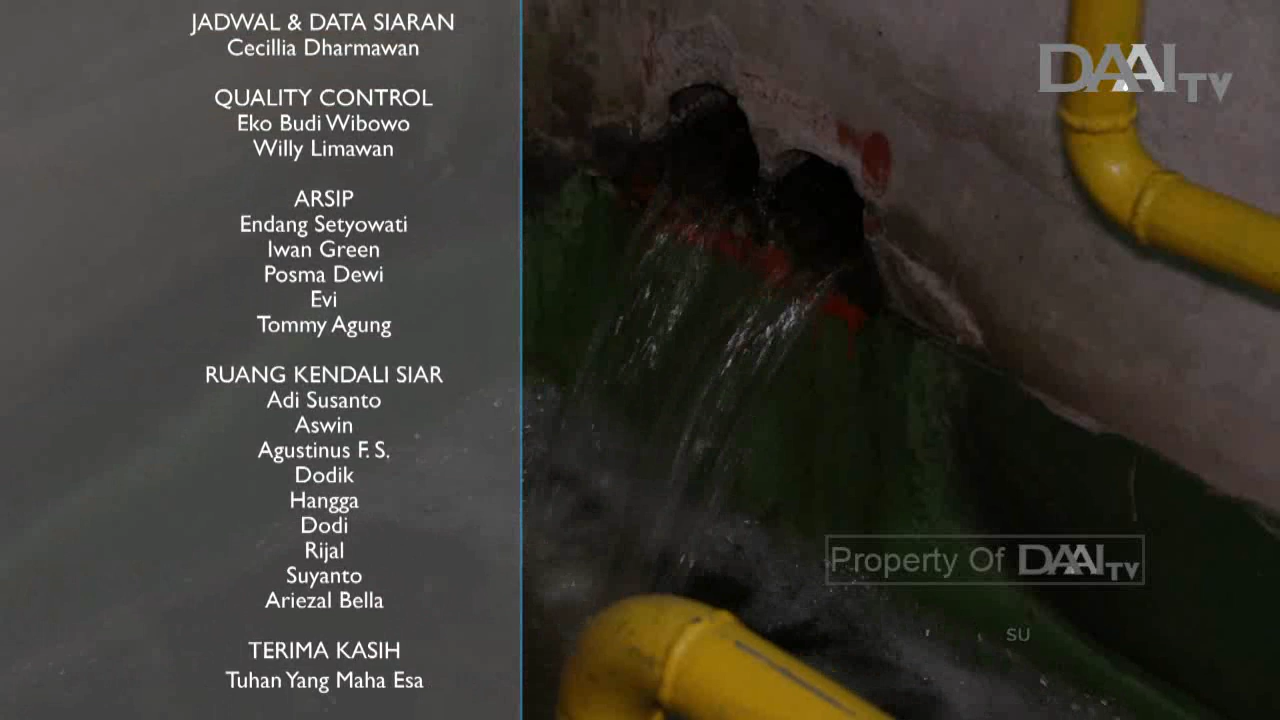 JADWAL & DATA SIARAN
Cecillia Dharmawan
QUALITY CONTROL
Eko Budi Wibowo
Willy Limawan
ARSIP
Endang Setyowati
Iwan Green
Posma Dewi
Evi
Tommy Agung
RUANG KENDALI SIAR
Adi Susanto
Aswin
Agustinus F. S.
Dodik
Hangga
Dodi
Rijal
Suyanto
Ariezal Bella
TERIMA KASIH
Tuhan Yang Maha Esa
DAAI TV
Property Of DAAI TV
SU